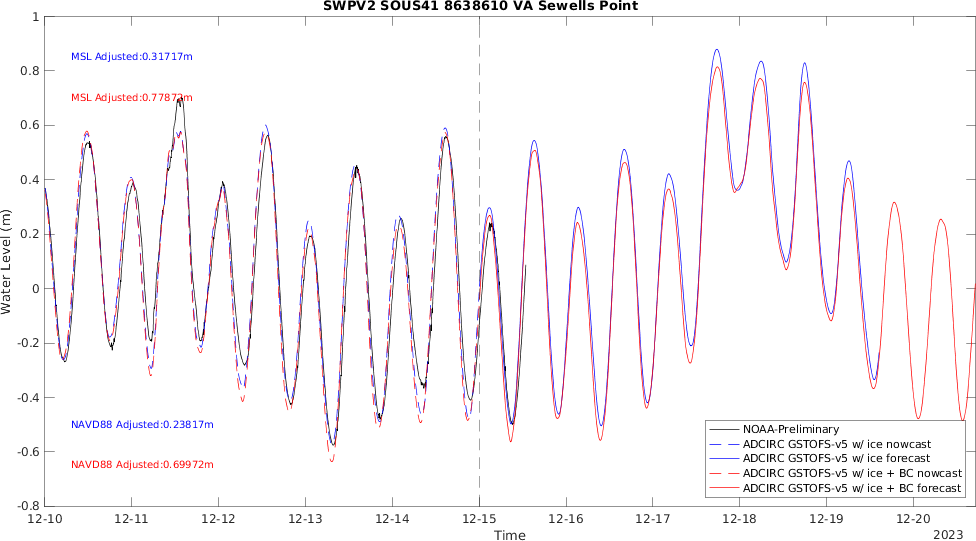 SWPV2 SOUS41 8638610 VA Sewells Point
1
0.8
0.6
0.4
0.2
0
-0.2
-0.4
-0.6
-0.8
Water Level (m)
MSL Adjusted:0.31717m
MSL Adjusted:0.77872m
NAVD88 Adjusted:0.23817m
NAVD88 Adjusted:0.69972m
NOAA-Preliminary
ADCIRC GSTOFS-v5 w/ ice nowcast
ADCIRC GSTOFS-v5 w/ ice forecast
ADCIRC GSTOFS-v5 w/ ice + BC nowcast
ADCIRC GSTOFS-v5 w/ ice + BC forecast
12-10 12-11 12-12 12-13 12-14 12-15 12-16 12-17 12-18 12-19 12-20
Time
2023